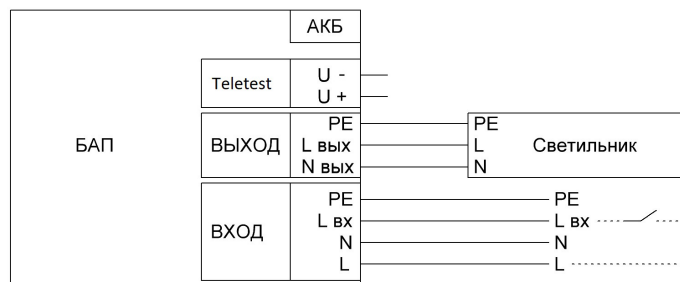 АКБ
Teletest
U -
U +
БАП
ВЫХОД
PE
L вых
N вых
PE
L
N
Светильник
ВХОД
PE
L вх
N
L
PE
L вх
N
L